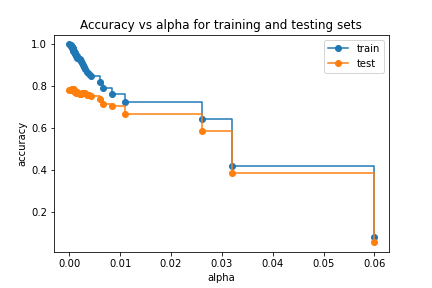 Accuracy vs alpha for training and testing sets
train
test
1.0
0.8
0.6
0.4
0.2
accuracy
0.00 0.01 0.02 0.03 0.04 0.05 0.06
alpha